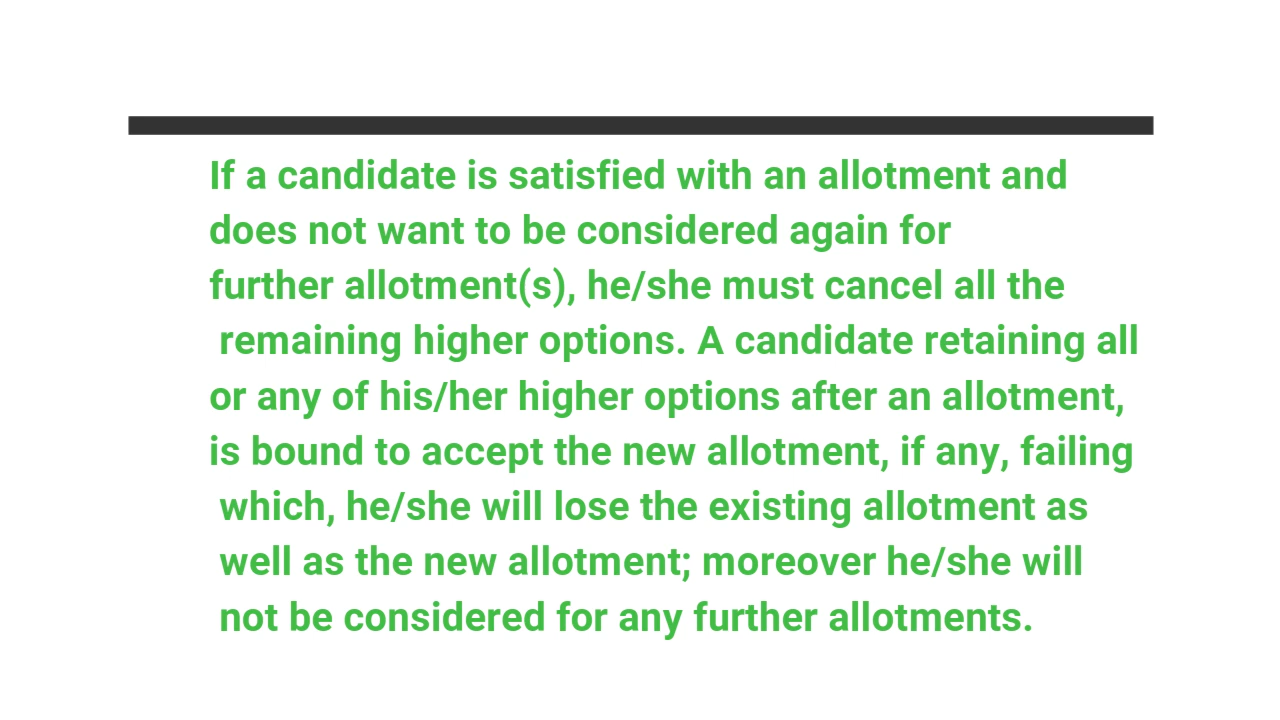 If a candidate is satisfied with an allotment and
does not want to be considered again for
further allotment(s), he/she must cancel all the
remaining higher options. A candidate retaining all
or any of his/her higher options after an allotment,
is bound to accept the new allotment, if any, failing
which, he/she will lose the existing allotment as
well as the new allotment; moreover he/she will
not be considered for any further allotments.